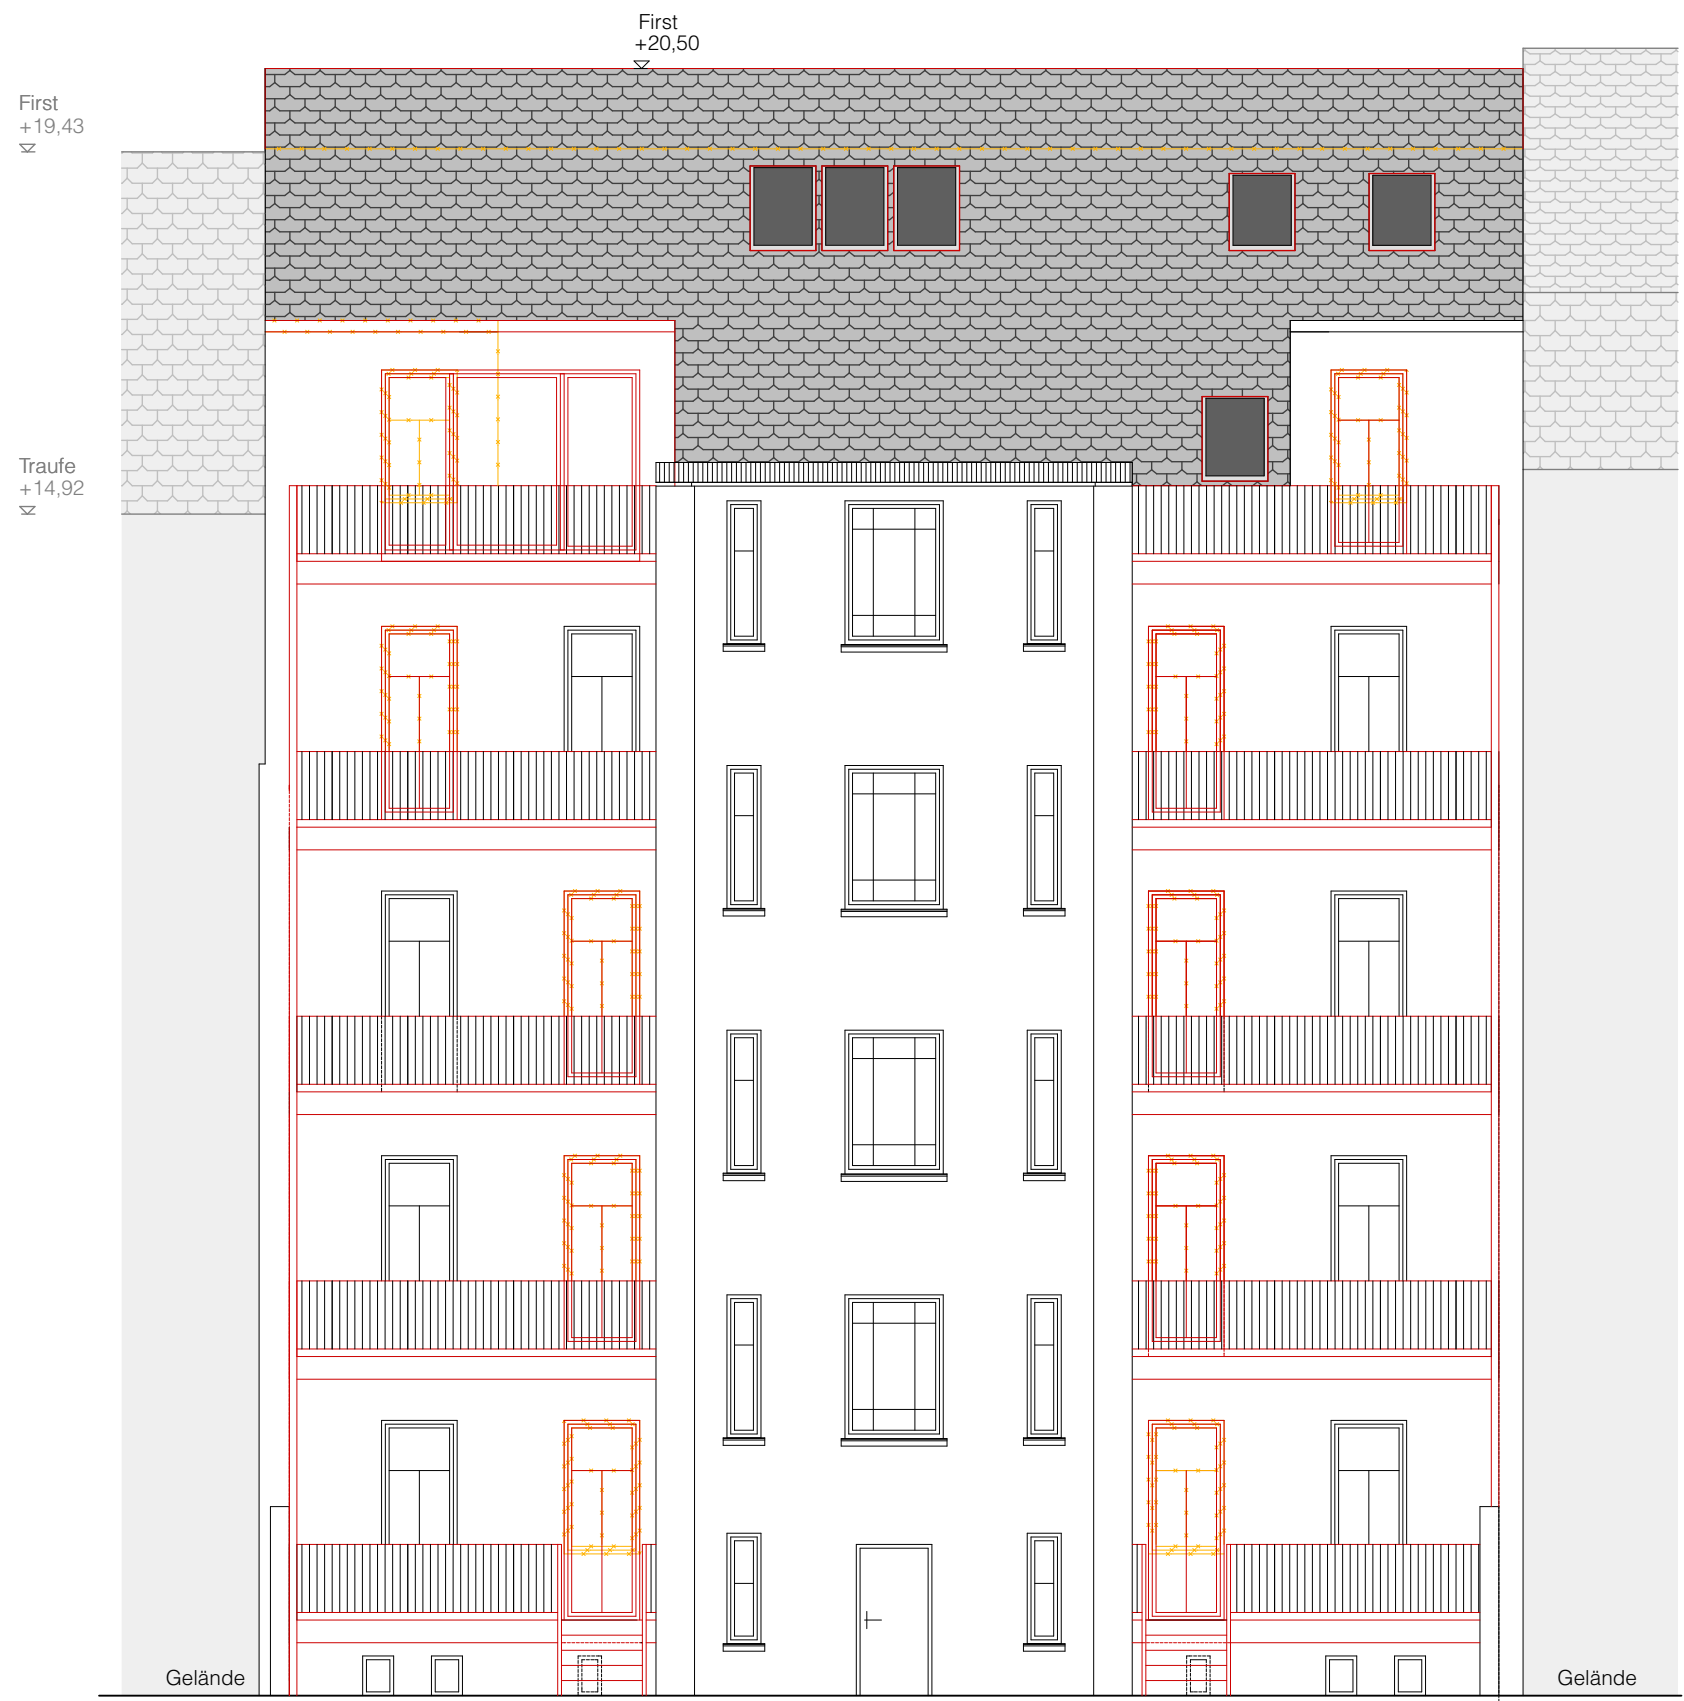 First
+20,50
First
+19,43
Traufe
+14,92
Gelände
Gelände